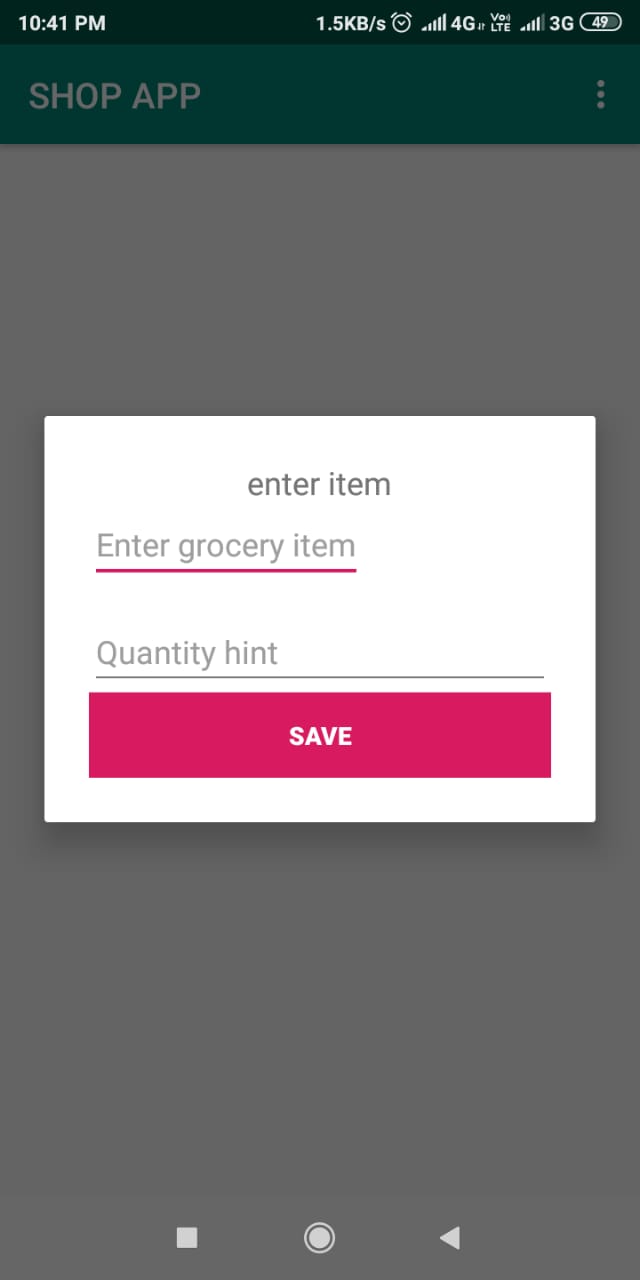 10:41 PM 1.5KB/s 4G Vo) LTE 3G 49
SHOP APP
enter item
Enter grocery item
Quantity hint
SAVE